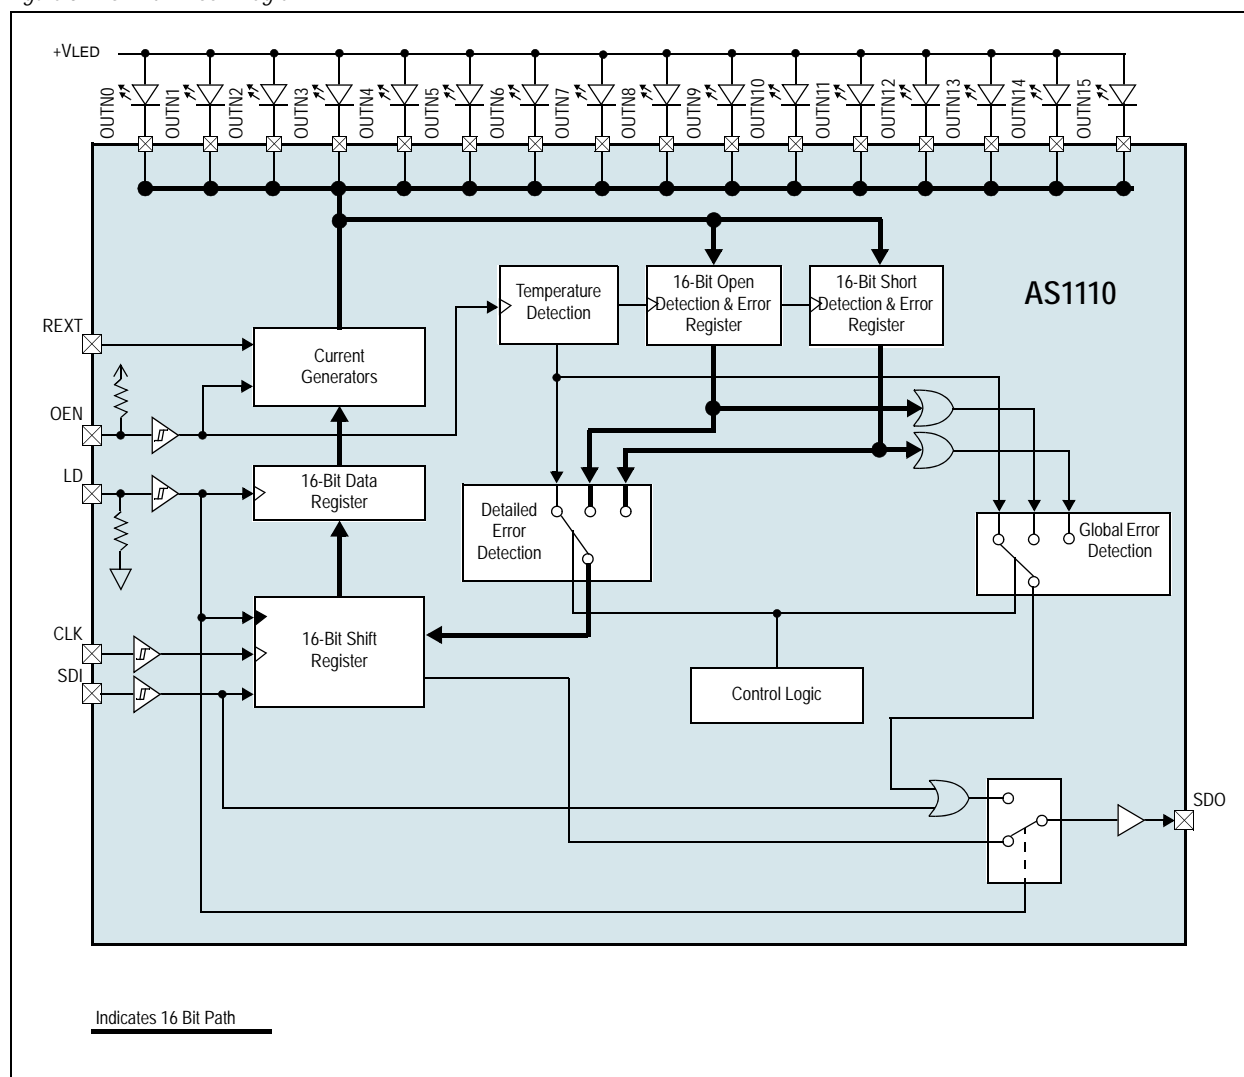 +VLED
OUTN0
OUTN1
OUTN2
OUTN3
OUTN4
OUTN5
OUTN6
OUTN7
OUTN8
OUTN9
OUTN10
OUTN11
OUTN12
OUTN13
OUTN14
OUTN15
AS1110
Temperature
Detection
16-Bit Open
Detection & Error
Register
16-Bit Short
Detection & Error
Register
REXT
Current
Generators
OEN
LD
16-Bit Data
Register
Detailed
Error
Detection
Global Error
Detection
CLK
16-Bit Shift
Register
SDI
Control Logic
SDO
Indicates 16 Bit Path